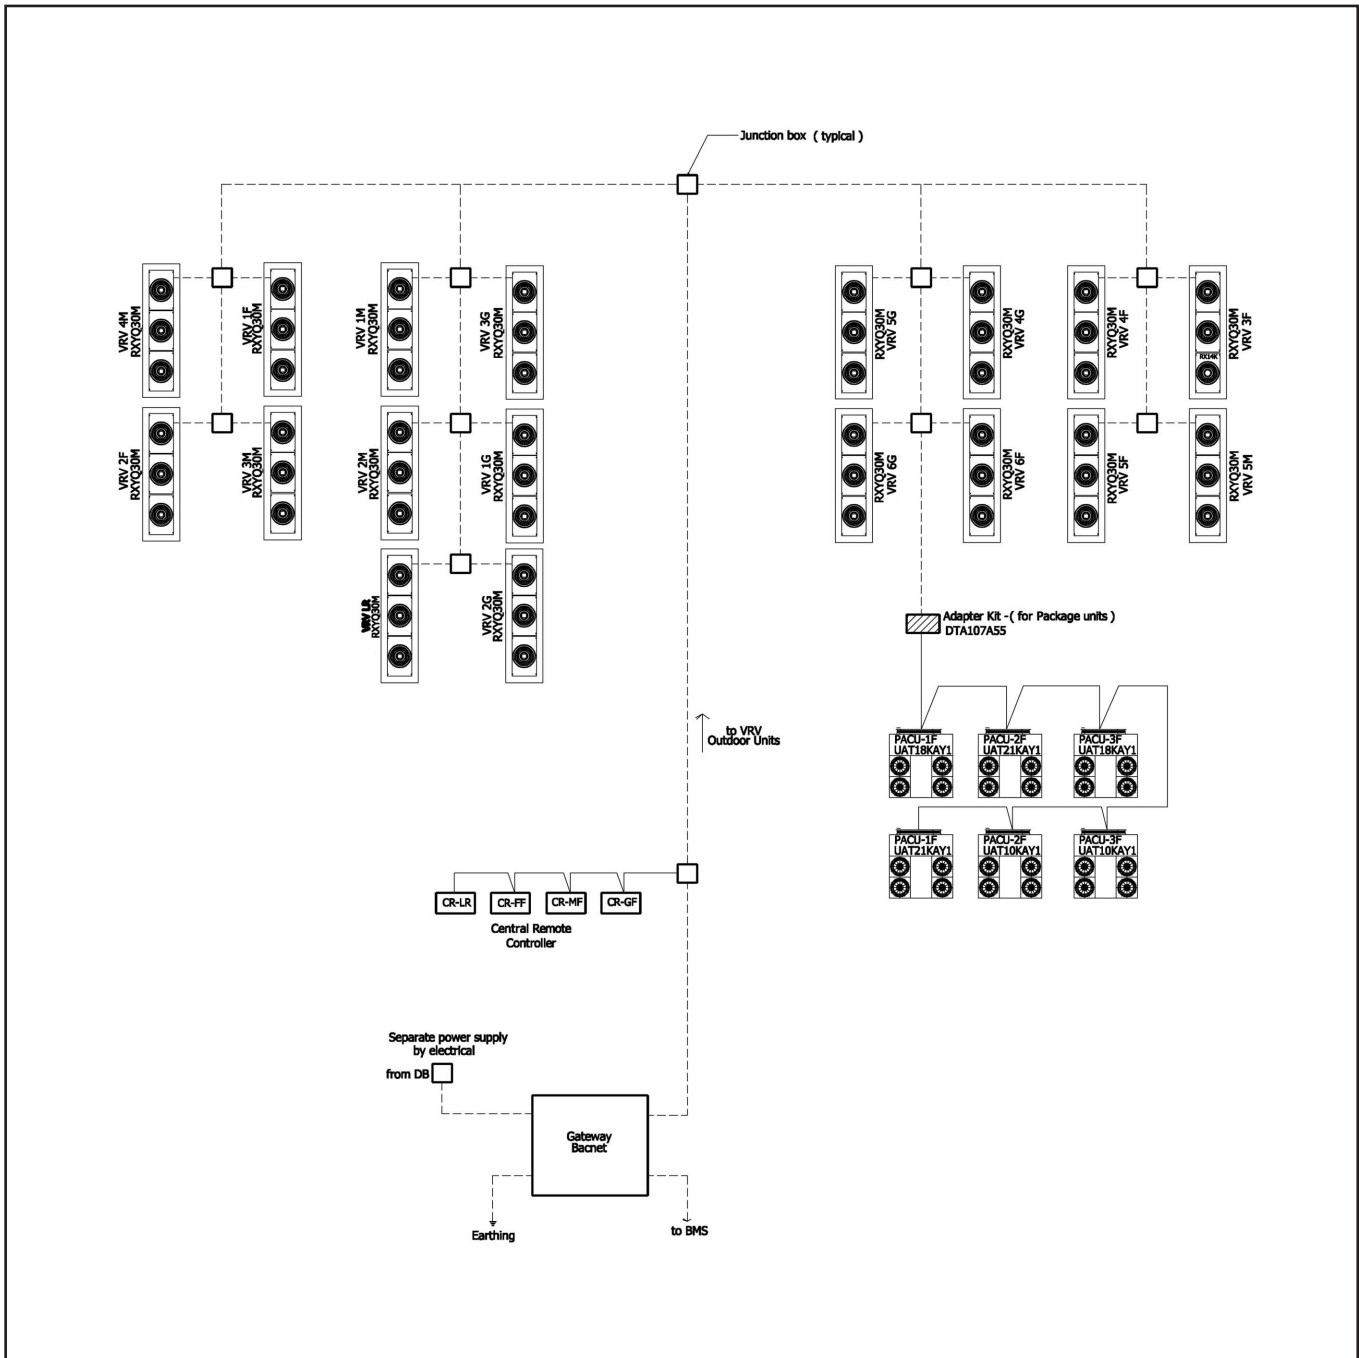 Junction box ( typical )
VRV 4M
RXYQ30M
VRV 1F
RXYQ30M
VRV 1M
RXYQ30M
VRV 3G
RXYQ30M
RXYQ30M
VRV 5G
RXYQ30M
VRV 4G
RXYQ30M
VRV 4F
RXYQ30M
VRV 3F
RX14K
VRV 2F
RXYQ30M
VRV 3M
RXYQ30M
VRV 2M
RXYQ30M
VRV 1G
RXYQ30M
RXYQ30M
VRV 6G
RXYQ30M
VRV 6F
RXYQ30M
VRV 5F
RXYQ30M
VRV 5M
VRV LR
RXYQ30M
VRV 2G
RXYQ30M
Adapter Kit -( for Package units )
DTA107A55
to VRV
Outdoor Units
PACU-1F
UAT18KAY1
PACU-2F
UAT21KAY1
PACU-3F
UAT18KAY1
PACU-1F
UAT21KAY1
PACU-2F
UAT10KAY1
PACU-3F
UAT10KAY1
CR-LR
CR-FF
CR-MF
CR-GF
Central Remote
Controller
Separate power supply
by electrical
from DB
Gateway
Bacnet
Earthing
to BMS